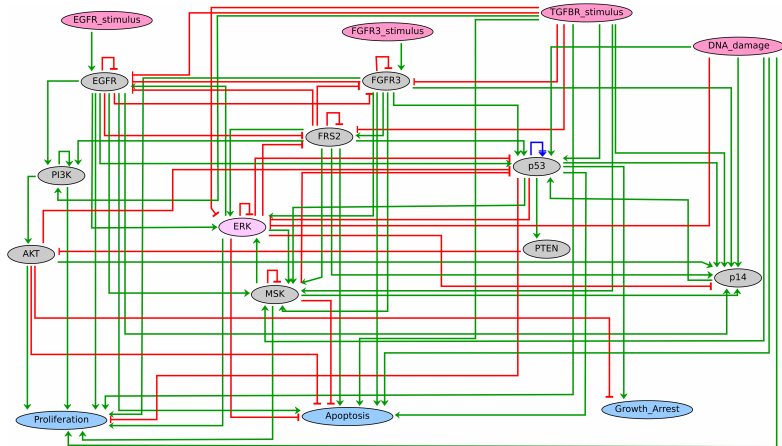 EGFR_stimulus
TGFBR_stimulus
FGFR3_stimulus
DNA_damage
EGFR
FGFR3
FRS2
p53
PI3K
ERK
PTEN
AKT
p14
MSK
Growth_Arrest
Proliferation
Apoptosis